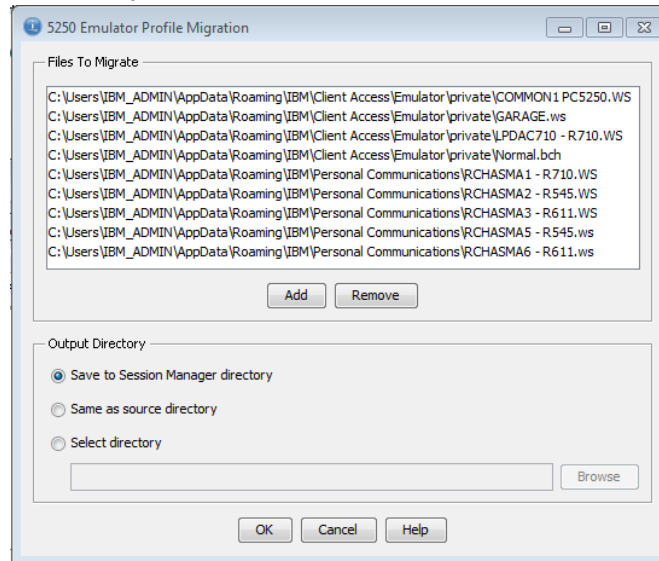 5250 Emulator Profile Migration
Files To Migrate
C:\Users\IBM_ADMIN\AppData\Roaming\IBM\Client Access\Emulator\private\COMMON1 PC5250.WS
C:\Users\IBM_ADMIN\AppData\Roaming\IBM\Client Access\Emulator\private\GARAGE.ws
C:\Users\IBM_ADMIN\AppData\Roaming\IBM\Client Access\Emulator\private\LPDAC710 - R710.WS
C:\Users\IBM_ADMIN\AppData\Roaming\IBM\Client Access\Emulator\private\Normal.bch
C:\Users\IBM_ADMIN\AppData\Roaming\IBM\Personal Communications\RCHASMA1 - R710.WS
C:\Users\IBM_ADMIN\AppData\Roaming\IBM\Personal Communications\RCHASMA2 - R545.WS
C:\Users\IBM_ADMIN\AppData\Roaming\IBM\Personal Communications\RCHASMA3 - R611.WS
C:\Users\IBM_ADMIN\AppData\Roaming\IBM\Personal Communications\RCHASMA5 - R545.ws
C:\Users\IBM_ADMIN\AppData\Roaming\IBM\Personal Communications\RCHASMA6 - R611.ws
Add Remove
Output Directory
Save to Session Manager directory
Same as source directory
Select directory
Browse
OK Cancel Help